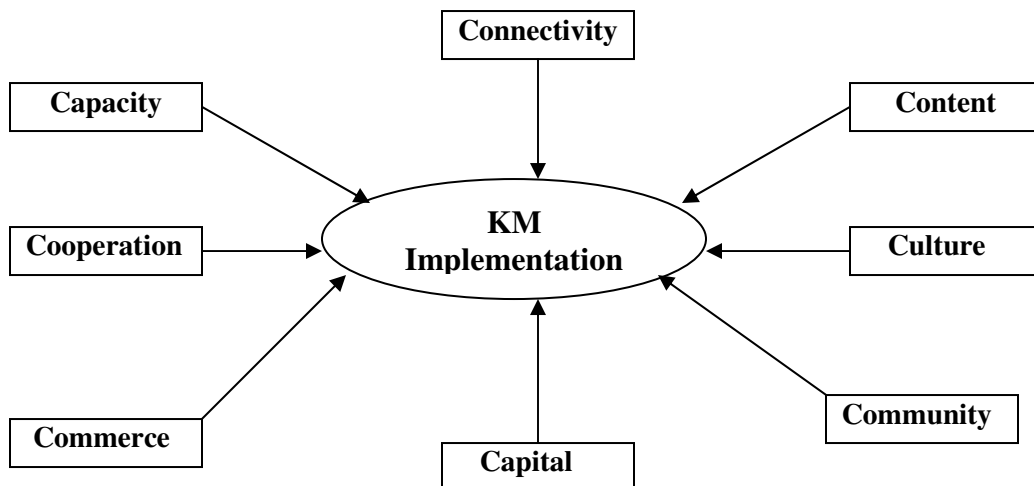 Connectivity
Capacity
Content
KM
Implementation
Cooperation
Culture
Commerce
Community
Capital